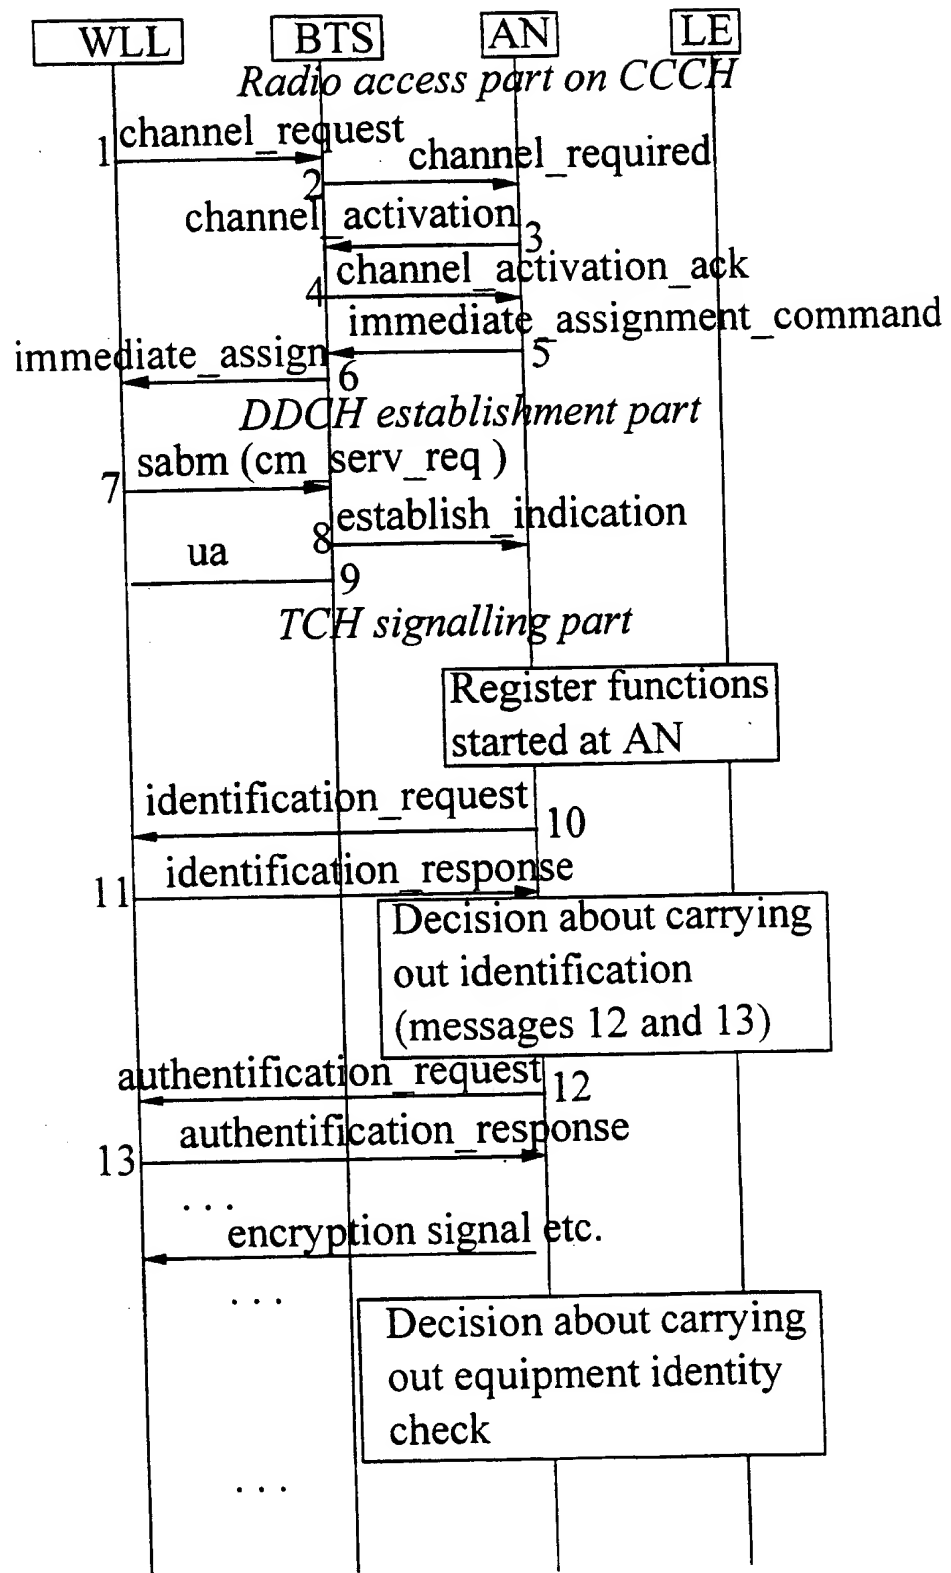 WLL BTS AN LE
Radio access part on CCCH
1 channel_request
2 channel_required
channel_activation 3
4 channel_activation_ack
immediate_assignment_command
5
immediate_assign
6
DDCH establishment part
7 sabm (cm_serv_req )
8 establish_indication
ua
9
TCH signalling part
Register functions
started at AN
identification_request
10
11 identification_response
Decision about carrying
out identification
(messages 12 and 13)
authentification_request
12
13 authentification_response
...
encryption signal etc.
...
Decision about carrying
out equipment identity
check
...